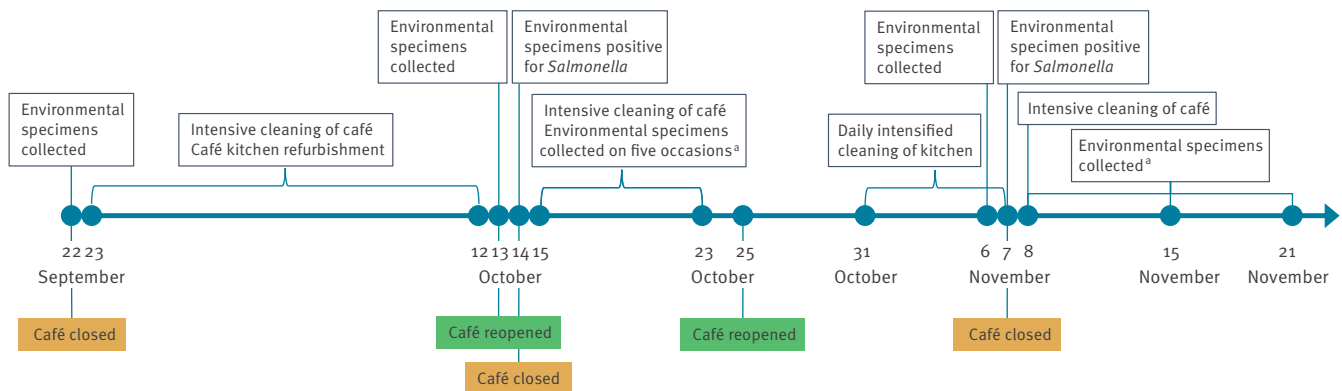 Environmental
specimens
collected
Intensive cleaning of café
Café kitchen refurbishment
Environmental
specimens
collected
Environmental
specimens positive
for Salmonella
Intensive cleaning of café
Environmental specimens
collected on five occasionsᵃ
Daily intensified
cleaning of kitchen
Environmental
specimens
collected
Environmental
specimen positive
for Salmonella
Intensive cleaning of café
Environmental specimens
collectedᵃ
22 23
September
12 13 14 15
October
23 25
October
31
October
6 7 8
November
15
November
21
November
Café closed
Café reopened
Café closed
Café reopened
Café closed